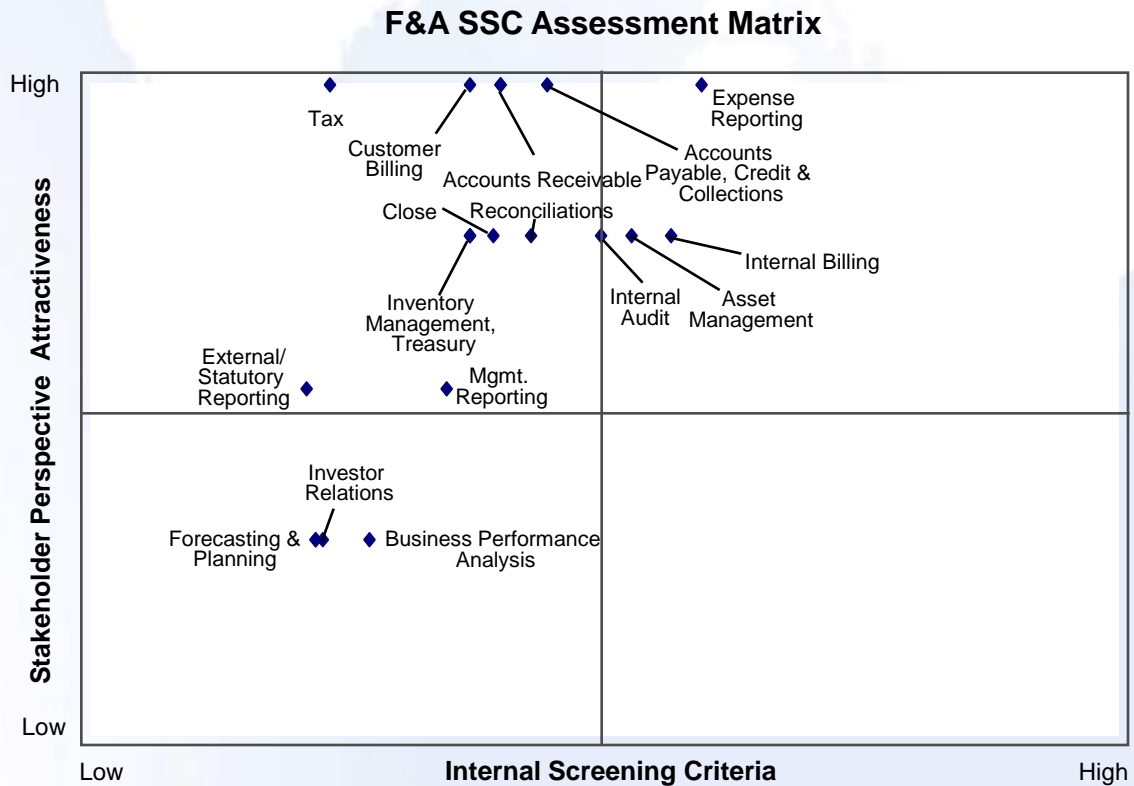 F&A SSC Assessment Matrix
High
Stakeholder Perspective Attractiveness
Tax
Customer
Billing
Accounts Receivable
Accounts
Payable, Credit &
Collections
Expense
Reporting
Close
Reconciliations
Internal Billing
Inventory
Management,
Treasury
Internal
Audit
Asset
Management
External/
Statutory
Reporting
Mgmt.
Reporting
Investor
Relations
Forecasting &
Planning
Business Performance
Analysis
Low
Low
Internal Screening Criteria
High